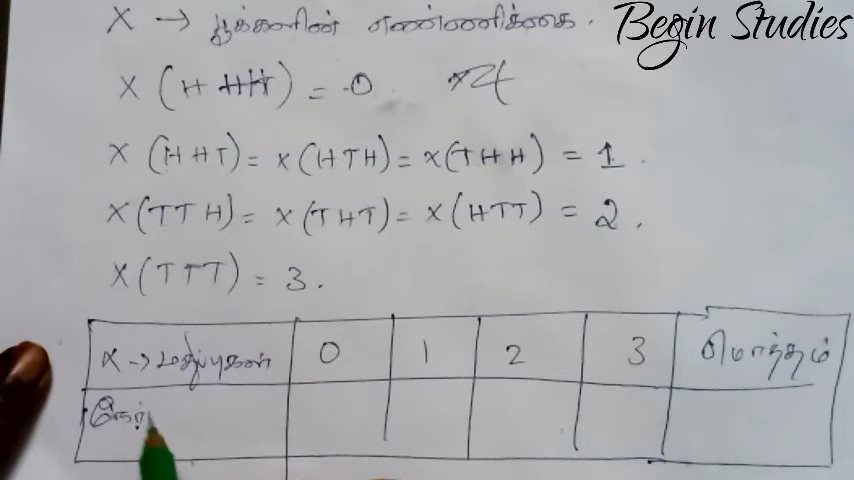 X → பூக்களின் எண்ணிக்கை.
Begin Studies
X (H HH) = 0.
X (HHT) = X (HTH) = X (THH) = 1.
X (TTH) = X (THT) = X (HTT) = 2.
X (TTT) = 3.
X → மதிப்புகள் 0 1 2 3 மொத்தம்